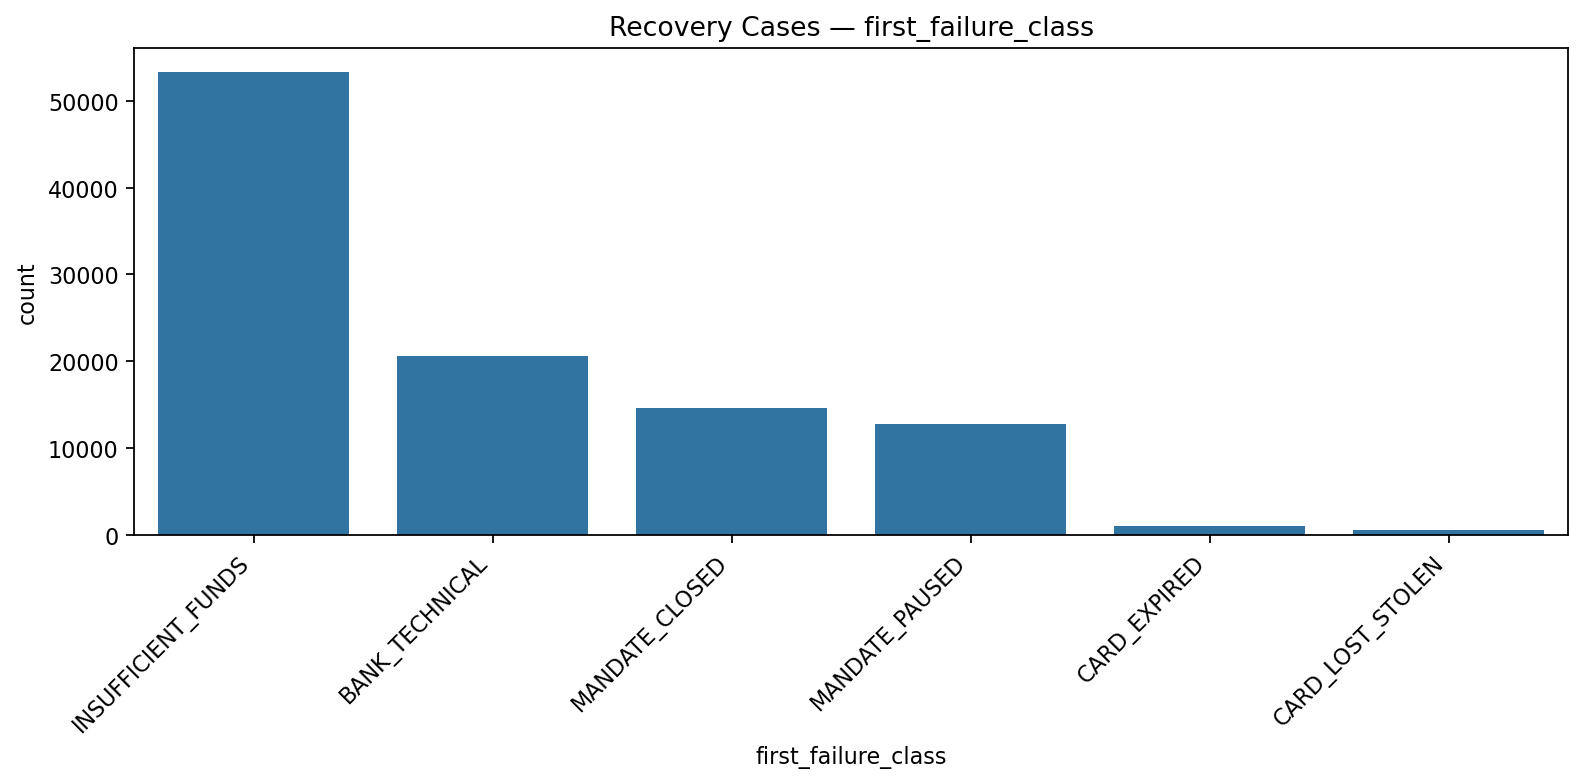 Recovery Cases — first_failure_class
count
50000
40000
30000
20000
10000
0
INSUFFICIENT_FUNDS
BANK_TECHNICAL
MANDATE_CLOSED
MANDATE_PAUSED
CARD_EXPIRED
CARD_LOST_STOLEN
first_failure_class